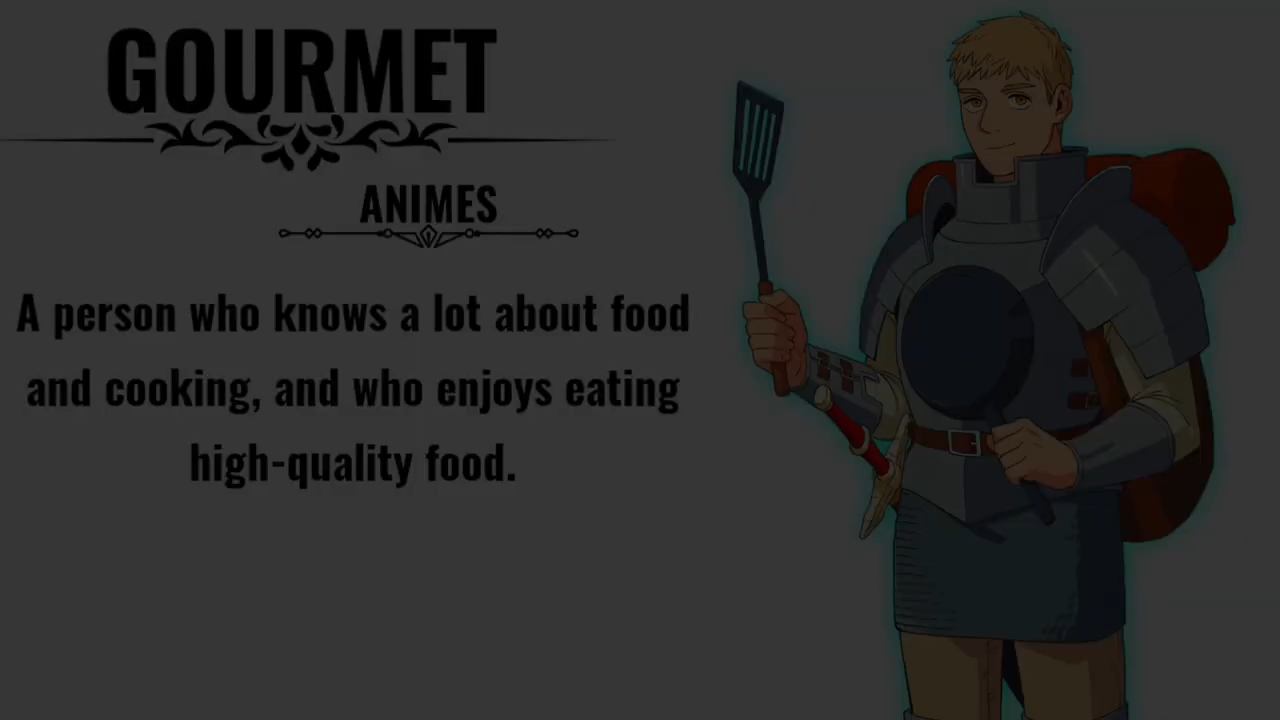 GOURMET
ANIMES
A person who knows a lot about food
and cooking, and who enjoys eating
high-quality food.